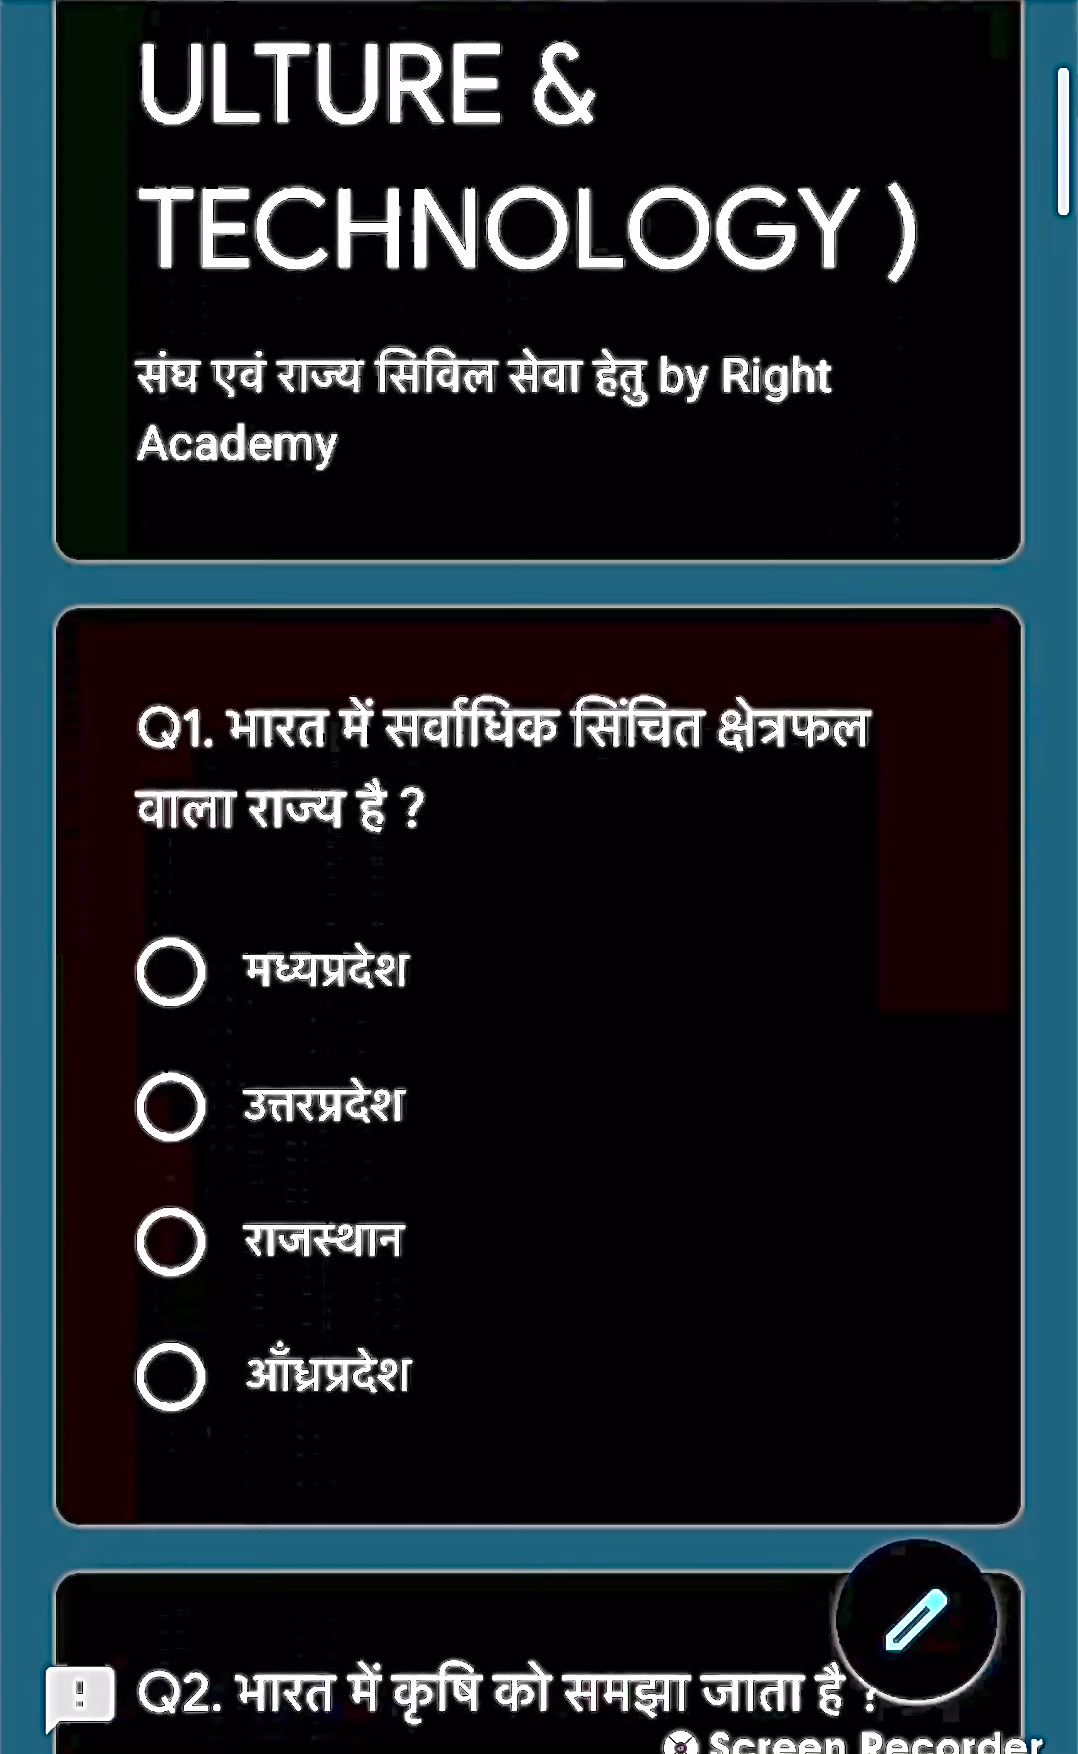 ULTURE &
TECHNOLOGY )
संघ एवं राज्य सिविल सेवा हेतु by Right
Academy
Q1. भारत में सर्वाधिक सिंचित क्षेत्रफल
वाला राज्य है ?
मध्यप्रदेश
उत्तरप्रदेश
राजस्थान
आँध्रप्रदेश
Q2. भारत में कृषि को समझा जाता है ?
Screen Recorder